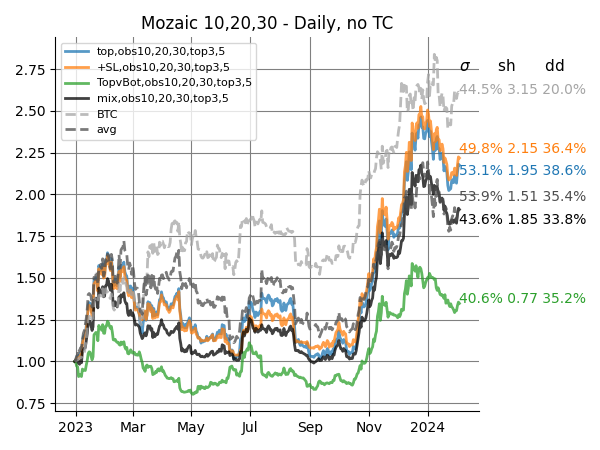 Mozaic 10,20,30 - Daily, no TC
top,obs10,20,30,top3,5
+SL,obs10,20,30,top3,5
TopvBot,obs10,20,30,top3,5
mix,obs10,20,30,top3,5
BTC
avg
σ sh dd
44.5% 3.15 20.0%
49.8% 2.15 36.4%
53.1% 1.95 38.6%
53.9% 1.51 35.4%
43.6% 1.85 33.8%
40.6% 0.77 35.2%
2.75
2.50
2.25
2.00
1.75
1.50
1.25
1.00
0.75
2023 Mar May Jul Sep Nov 2024